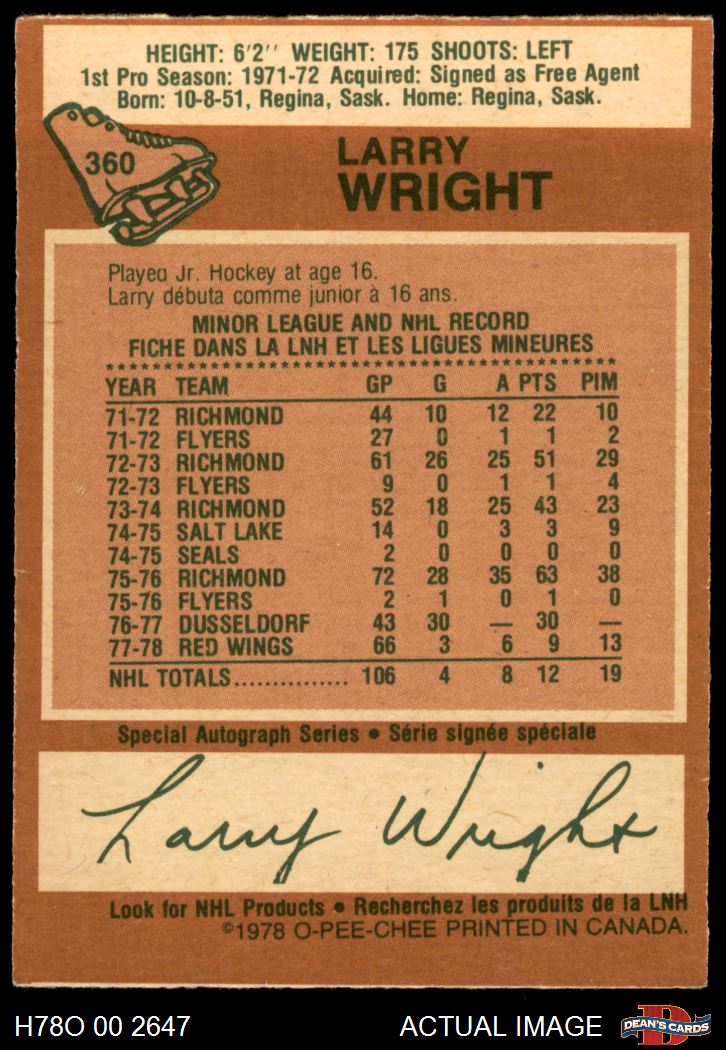 HEIGHT: 6'2'' WEIGHT: 175 SHOOTS: LEFT
1st Pro Season: 1971-72 Acquired: Signed as Free Agent
Born: 10-8-51, Regina, Sask. Home: Regina, Sask.
360
LARRY
WRIGHT
Played Jr. Hockey at age 16.
Larry débuta comme junior à 16 ans.
MINOR LEAGUE AND NHL RECORD
FICHE DANS LA LNH ET LES LIGUES MINEURES
YEAR TEAM GP G A PTS PIM
71-72 RICHMOND 44 10 12 22 10
71-72 FLYERS 27 0 1 1 2
72-73 RICHMOND 61 26 25 51 29
72-73 FLYERS 9 0 1 1 4
73-74 RICHMOND 52 18 25 43 23
74-75 SALT LAKE 14 0 3 3 9
74-75 SEALS 2 0 0 0 0
75-76 RICHMOND 72 28 35 63 38
75-76 FLYERS 2 1 0 1 0
76-77 DUSSELDORF 43 30 — 30 —
77-78 RED WINGS 66 3 6 9 13
NHL TOTALS............... 106 4 8 12 19
Special Autograph Series • Série signée spéciale
Larry Wright
Look for NHL Products • Recherchez les produits de la LNH
©1978 O-PEE-CHEE PRINTED IN CANADA.
H78O 00 2647 ACTUAL IMAGE D DEAN'S CARDS